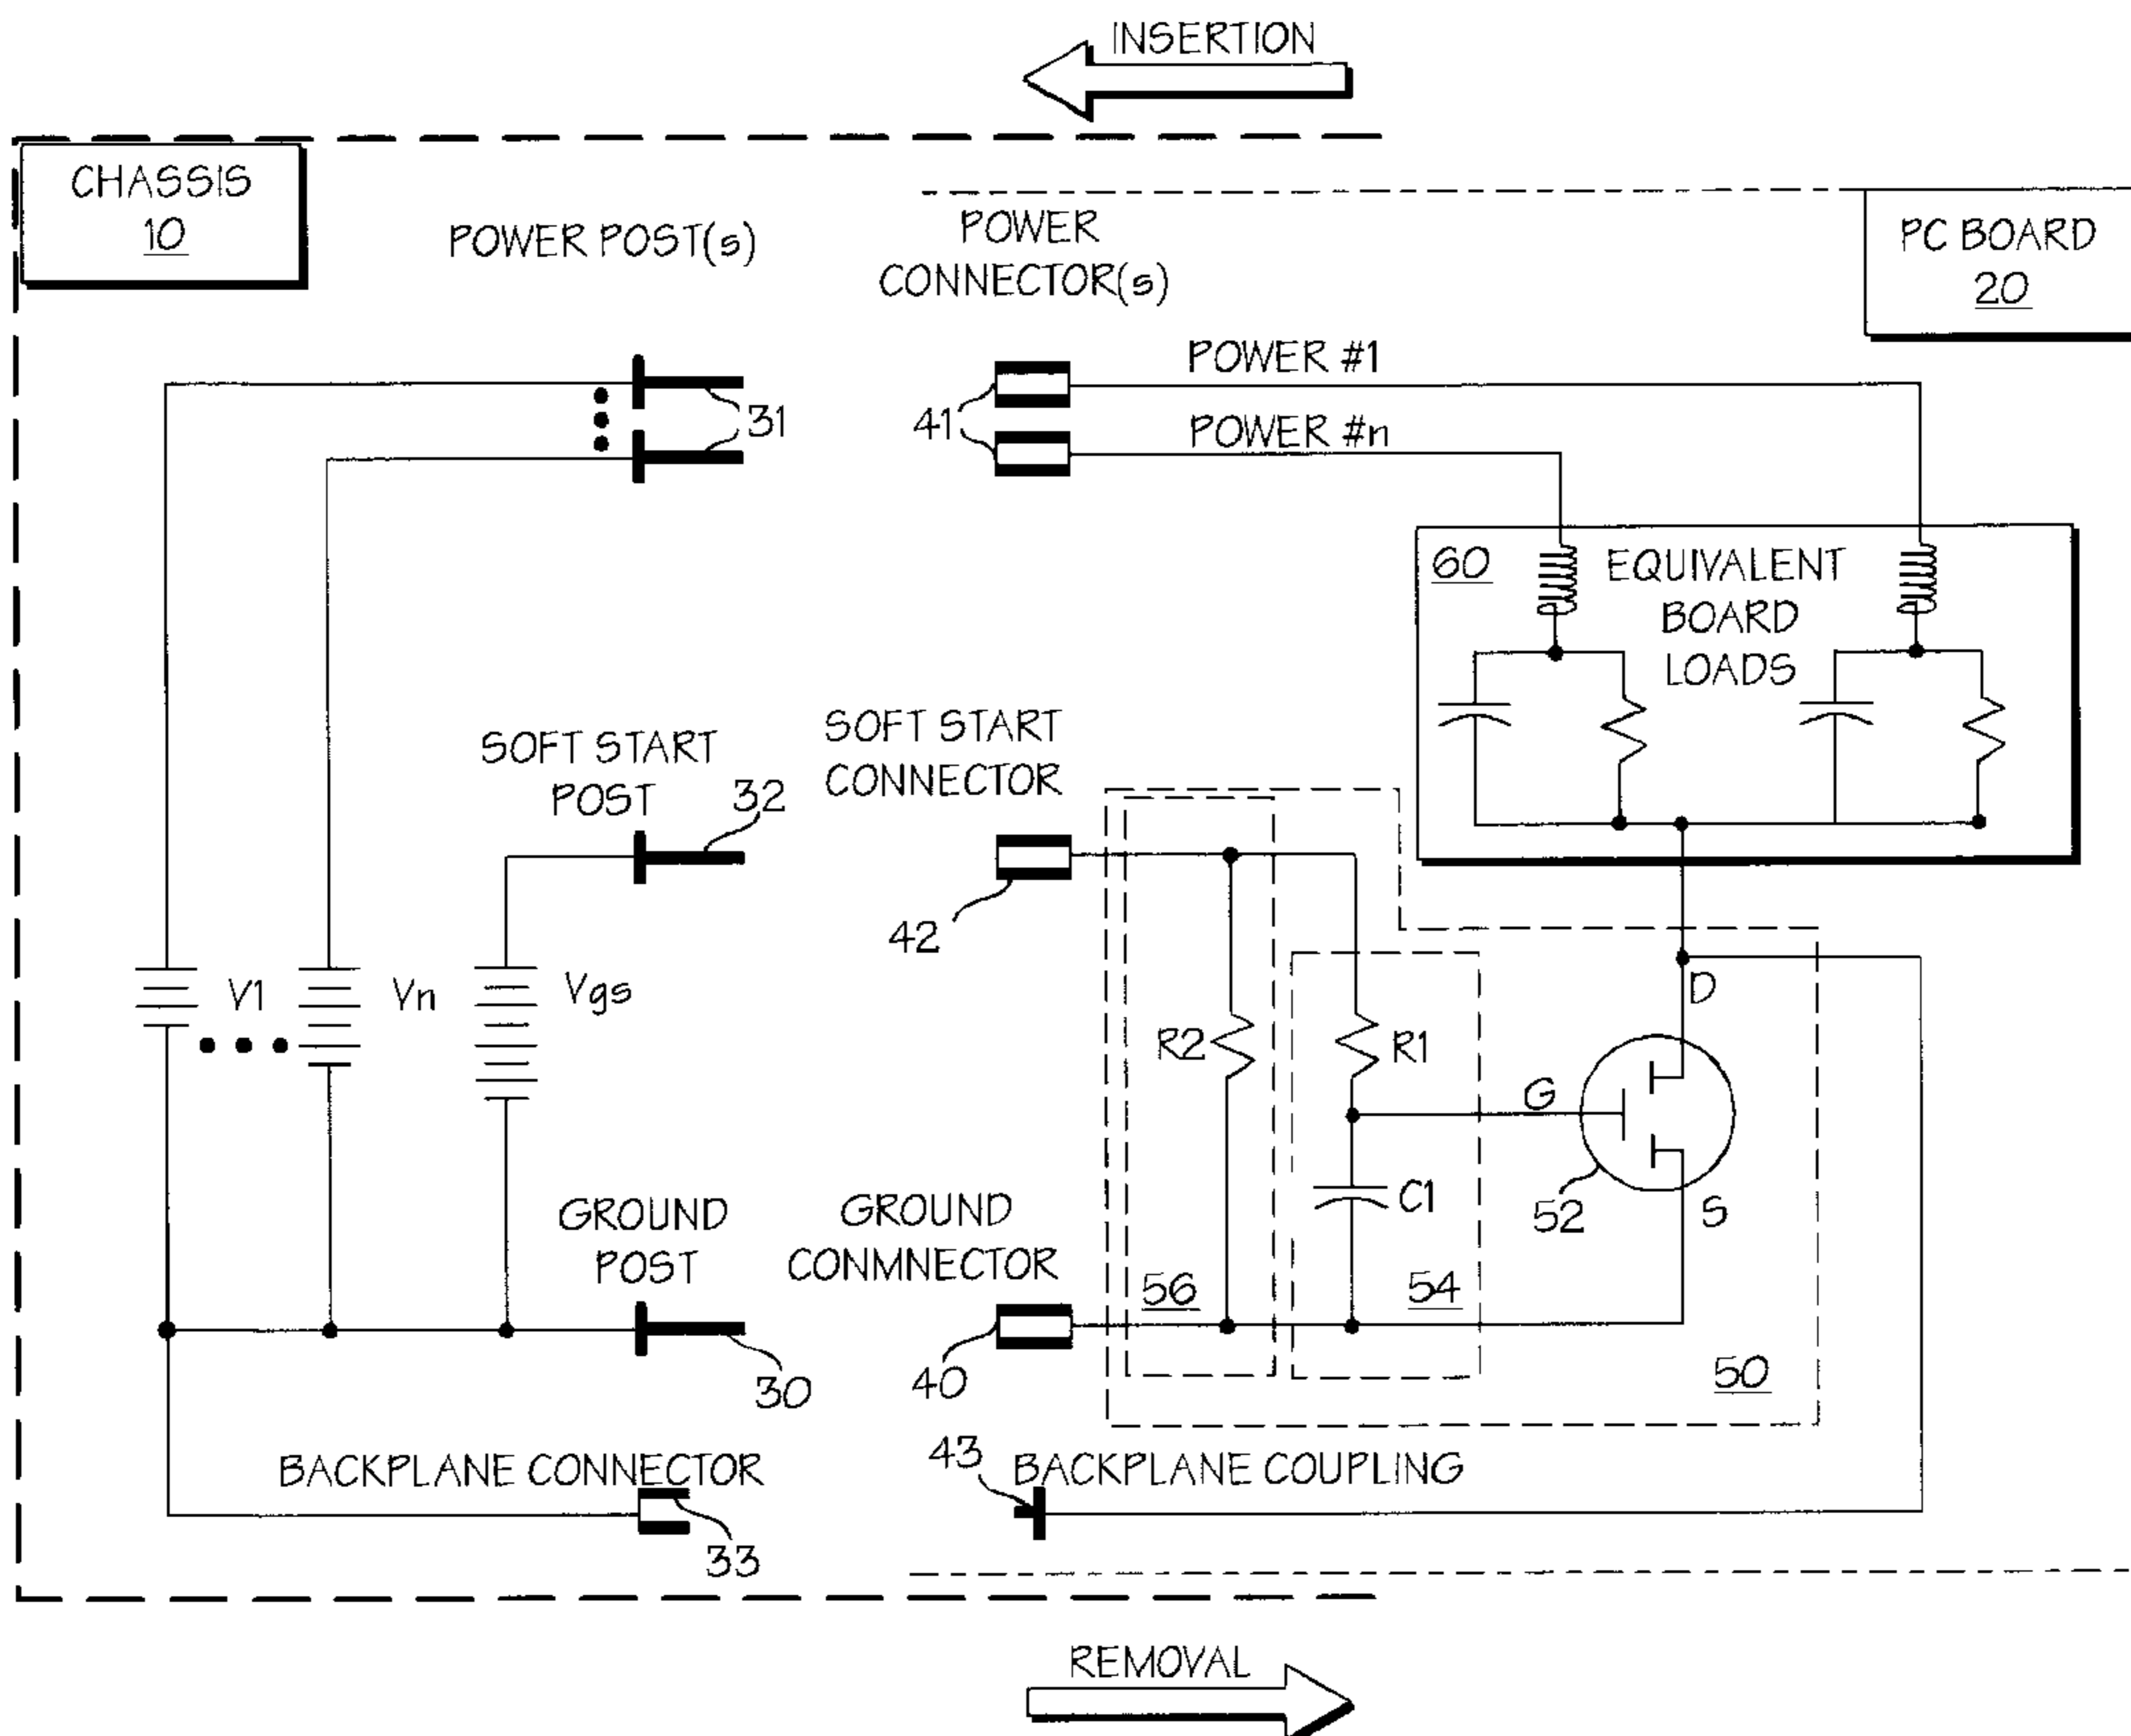 INSERTION
CHASSIS
10
POWER POST(s)
POWER
CONNECTOR(s)
PC BOARD
20
POWER #1
31
41
POWER #n
60
EQUIVALENT
BOARD
LOADS
SOFT START
POST
32
SOFT START
CONNECTOR
42
V1
Vn
Vgs
D
R2
R1
G
C1
52
S
GROUND
POST
GROUND
CONMNECTOR
56
54
30
40
50
BACKPLANE CONNECTOR
43
BACKPLANE COUPLING
33
REMOVAL